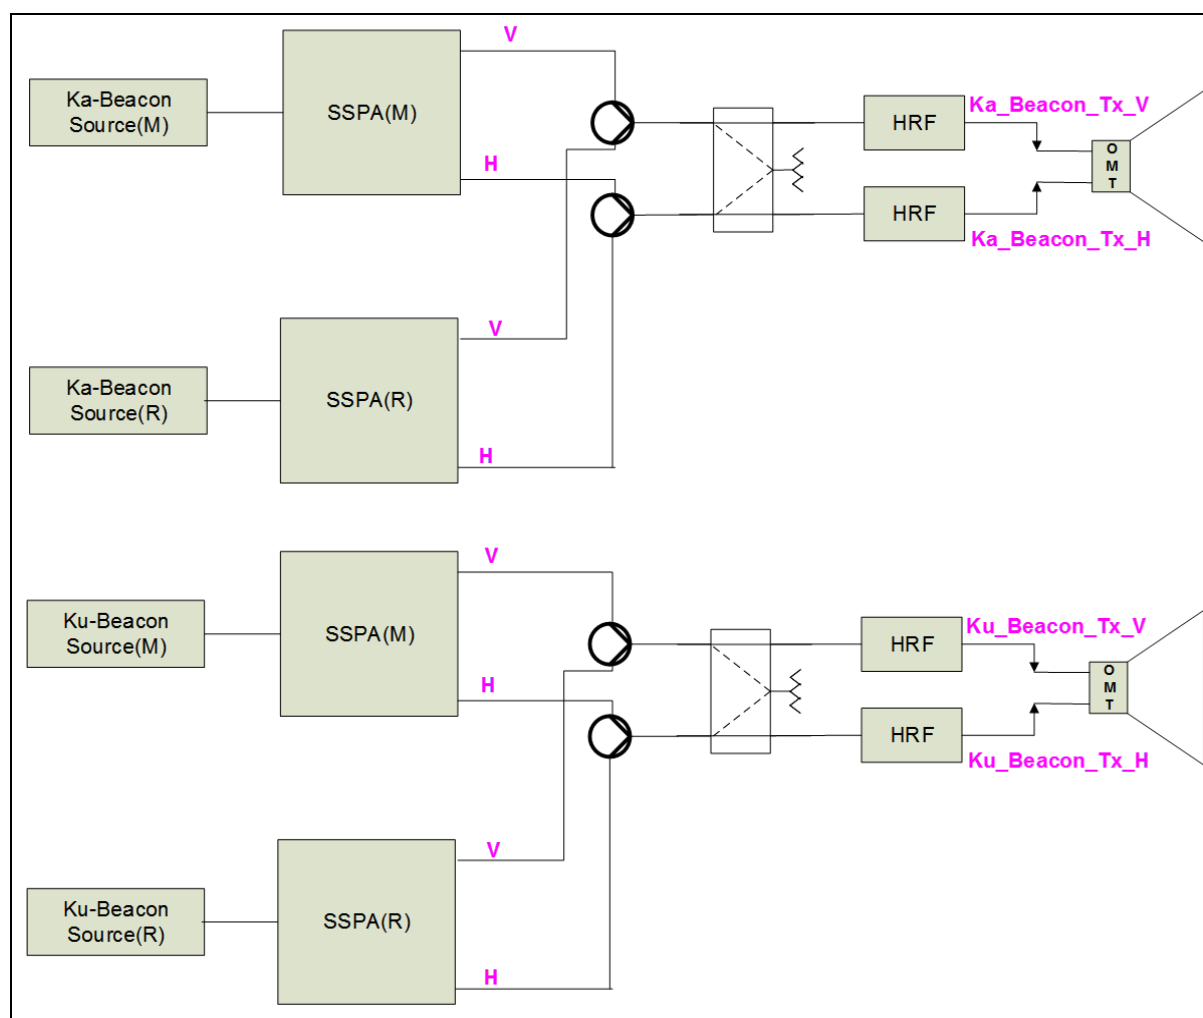 V
Ka-Beacon
Source(M)
SSPA(M)
H
HRF
Ka_Beacon_Tx_V
O
M
T
HRF
Ka_Beacon_Tx_H
V
Ka-Beacon
Source(R)
SSPA(R)
H
V
Ku-Beacon
Source(M)
SSPA(M)
H
HRF
Ku_Beacon_Tx_V
O
M
T
HRF
Ku_Beacon_Tx_H
V
Ku-Beacon
Source(R)
SSPA(R)
H